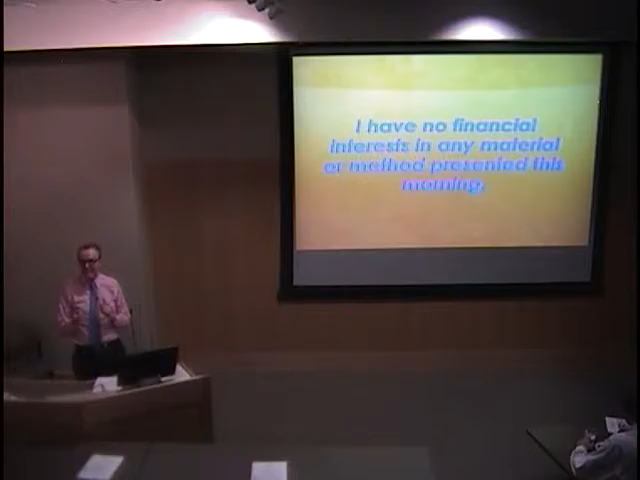 I have no financial
interests in any material
or method presented this
morning.